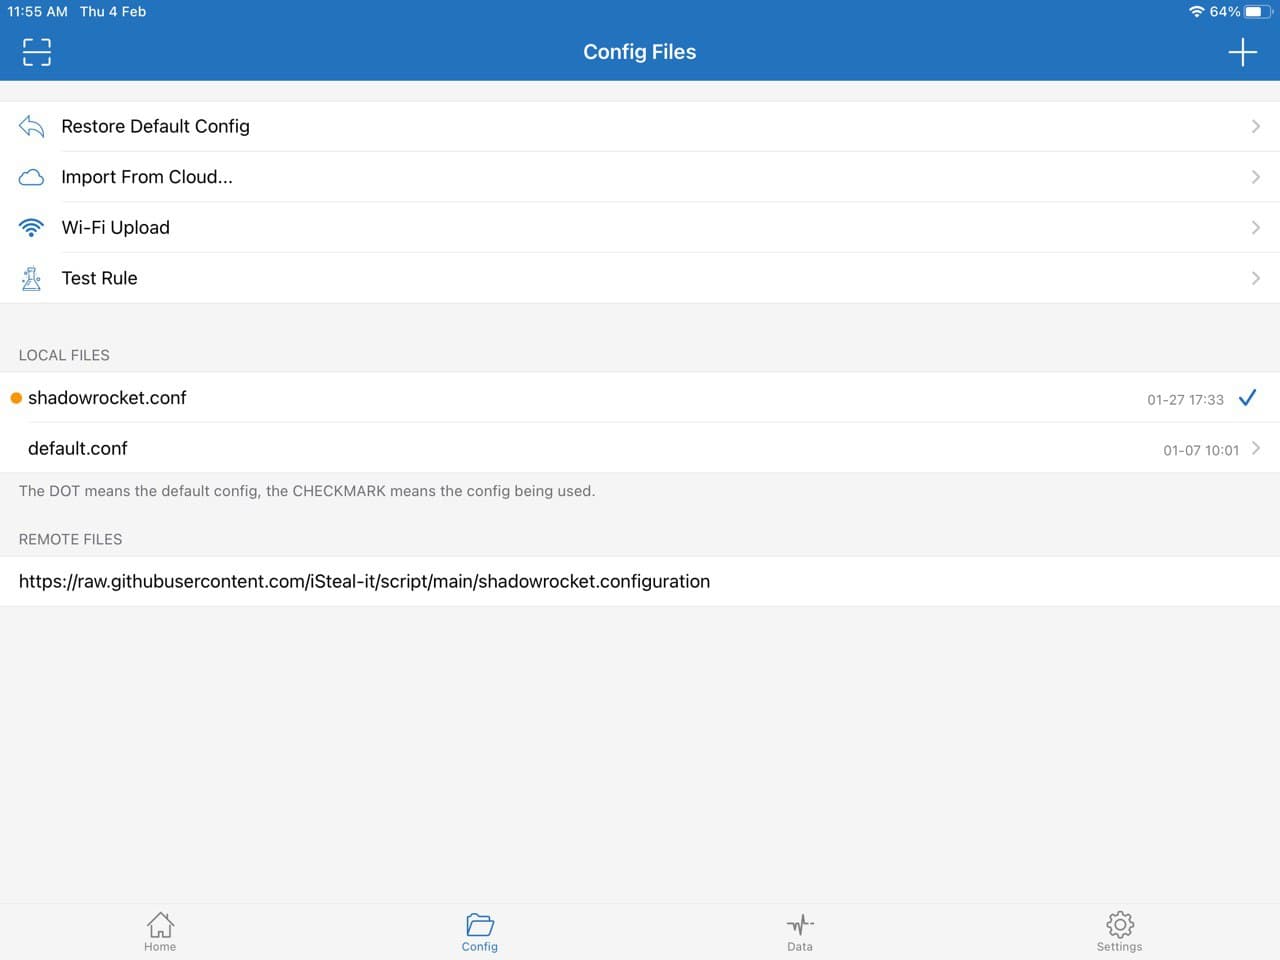 11:55 AM Thu 4 Feb
64%
Config Files
Restore Default Config
Import From Cloud...
Wi-Fi Upload
Test Rule
LOCAL FILES
shadowrocket.conf
01-27 17:33
default.conf
01-07 10:01
The DOT means the default config, the CHECKMARK means the config being used.
REMOTE FILES
https://raw.githubusercontent.com/iSteal-it/script/main/shadowrocket.configuration
Home
Config
Data
Settings